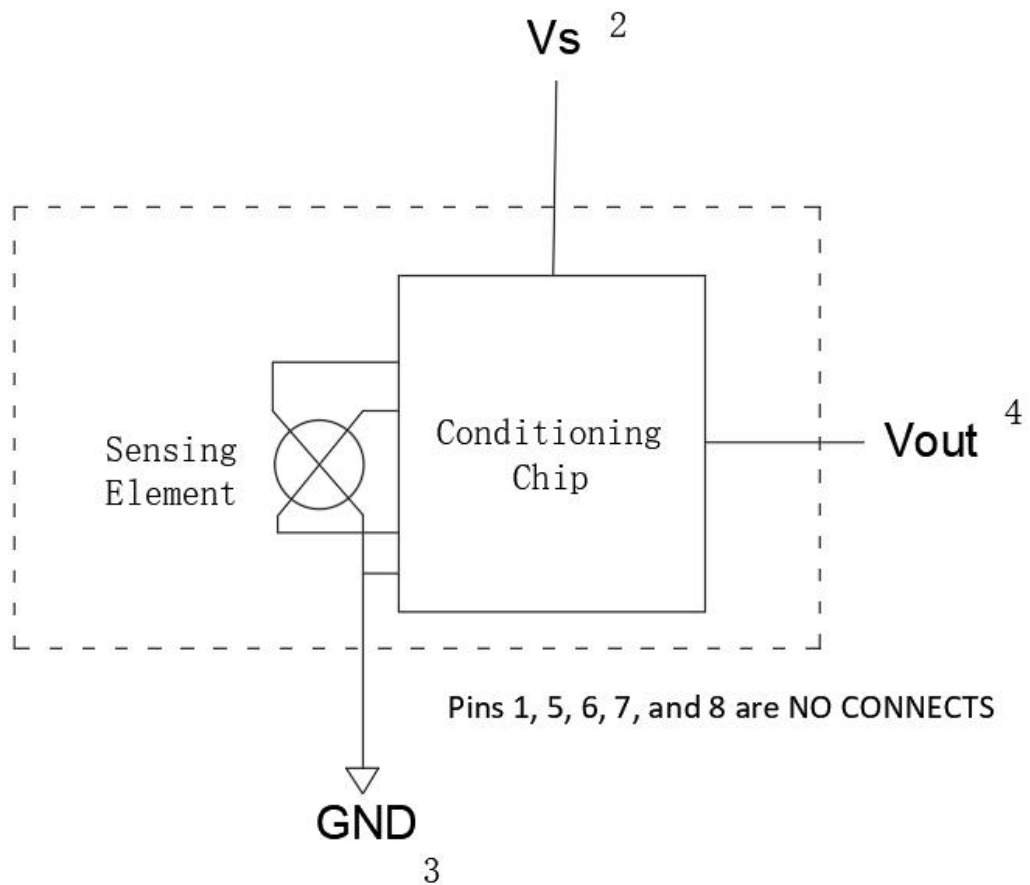 Vs 2
Sensing
Element
Conditioning
Chip
Vout 4
Pins 1, 5, 6, 7, and 8 are NO CONNECTS
GND
3